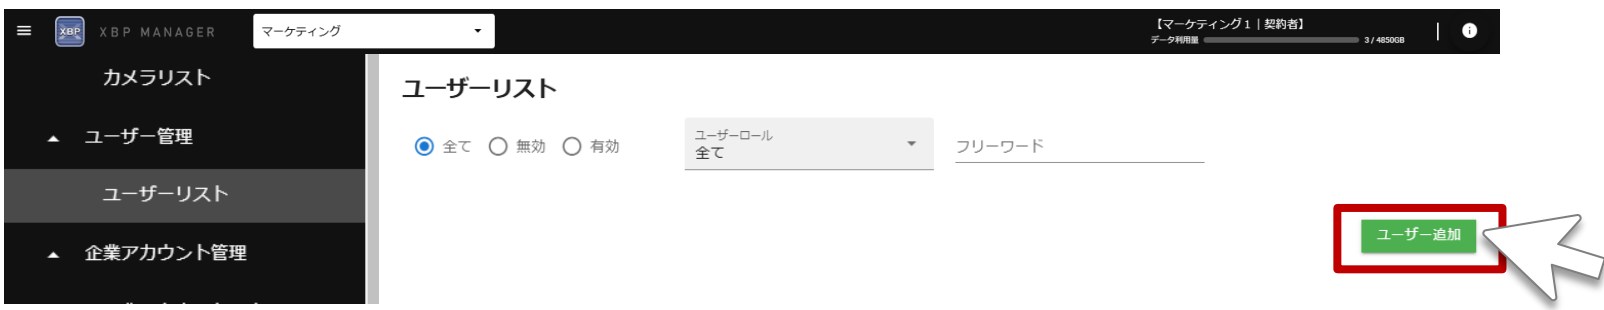 XBP XBP MANAGER マーケティング 【マーケティング1｜契約者】
データ利用量 3 / 4850GB
カメラリスト
ユーザー管理
ユーザーリスト
企業アカウント管理
ユーザーリスト
全て 無効 有効
ユーザーロール
全て
フリーワード
ユーザー追加